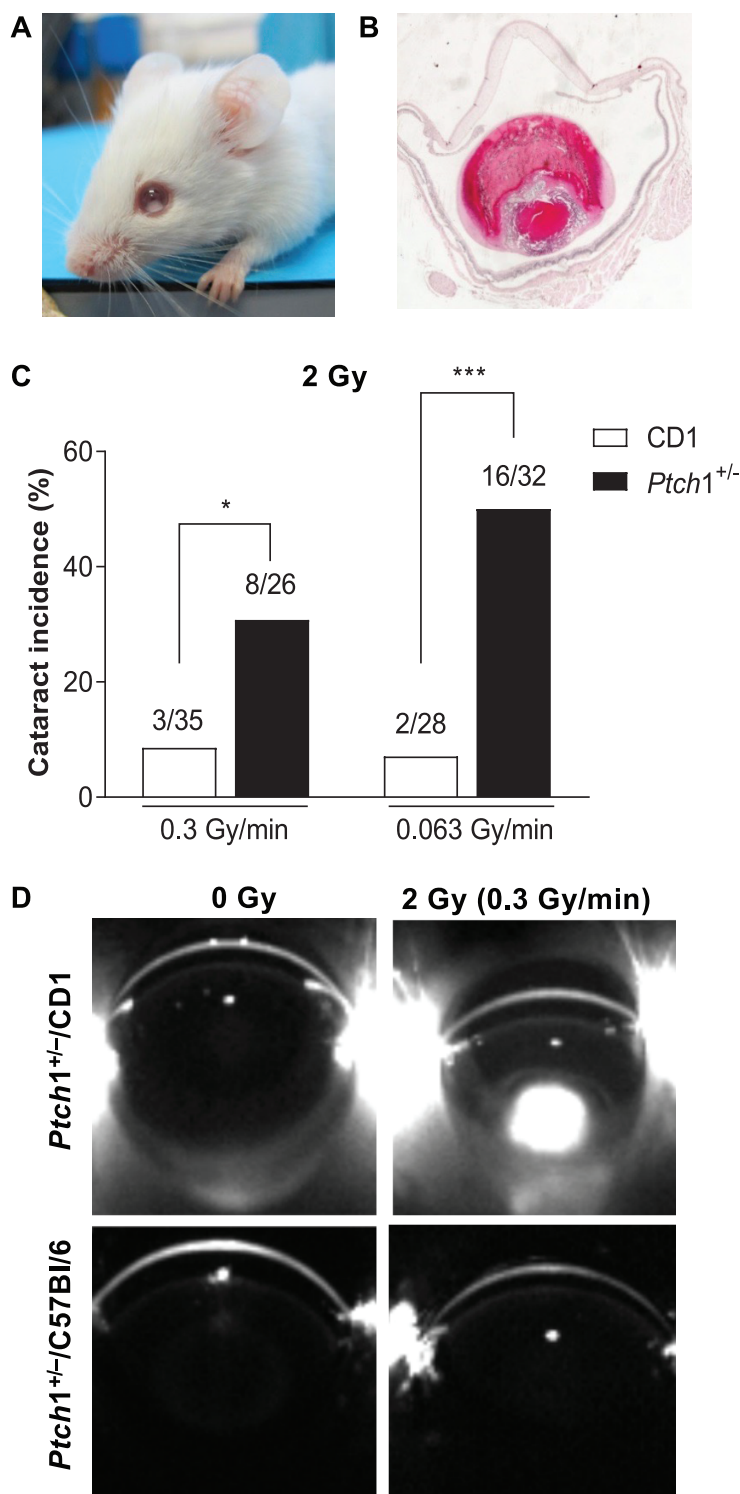 A
B
C
2 Gy
***
CD1
Ptch1+/–
60
16/32
*
Cataract incidence (%)
40
8/26
20
3/35
2/28
0
0.3 Gy/min
0.063 Gy/min
D
0 Gy
2 Gy (0.3 Gy/min)
Ptch1+/–/CD1
Ptch1+/–/C57Bl/6